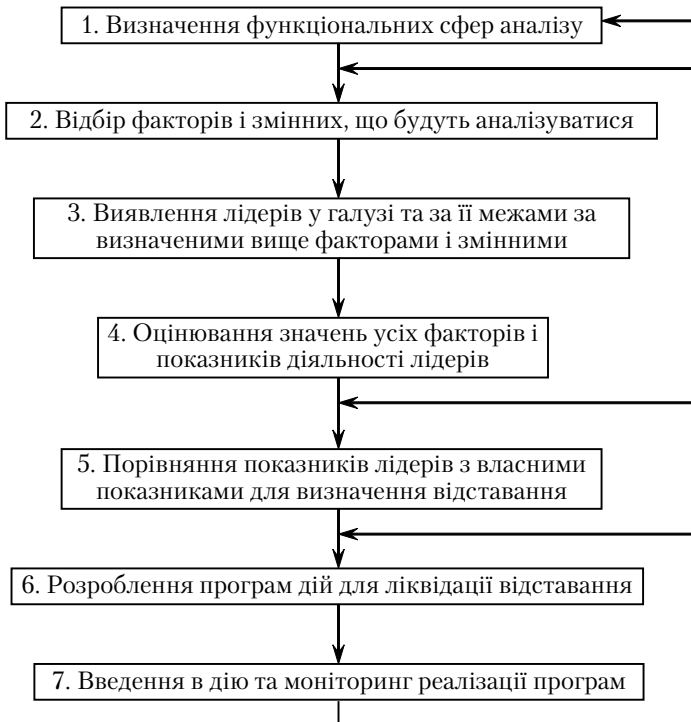 1. Визначення функціональних сфер аналізу
2. Відбір факторів і змінних, що будуть аналізуватися
3. Виявлення лідерів у галузі та за її межами за
визначеними вище факторами і змінними
4. Оцінювання значень усіх факторів і
показників діяльності лідерів
5. Порівняння показників лідерів з власними
показниками для визначення відставання
6. Розроблення програм дій для ліквідації відставання
7. Введення в дію та моніторинг реалізації програм